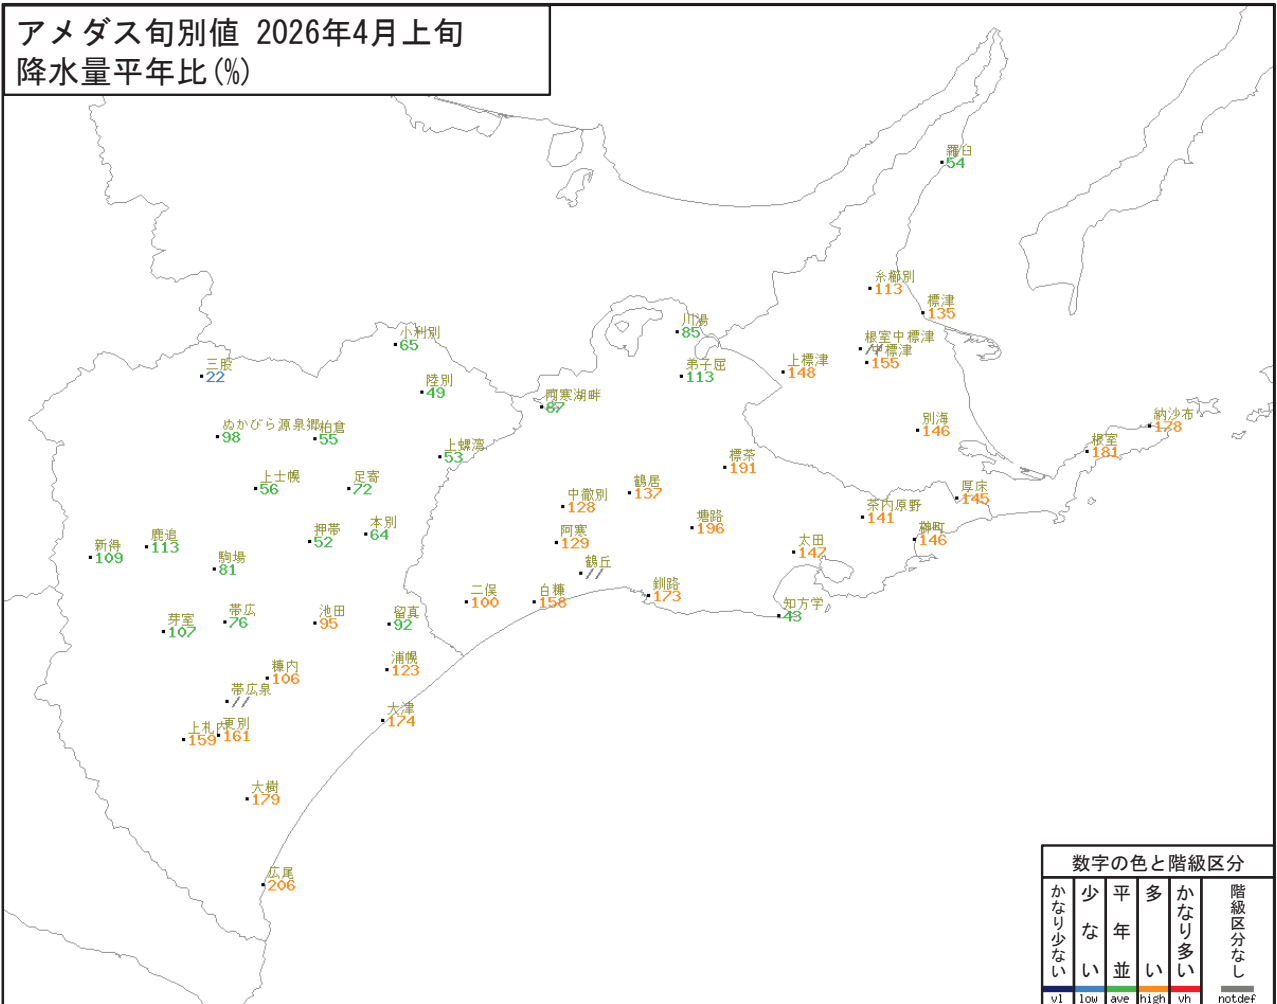 アメダス旬別値 2026年4月上旬
降水量平年比(%)
羅臼
54
糸櫛別
113
標津
135
川湯
85
小利別
65
根室中標津
//
中標津
155
三股
22
弟子屈
113
上標津
148
陸別
49
阿寒湖畔
87
納沙布
178
ぬかびら源泉郷
98
柏倉
55
別海
146
根室
181
上螺湾
53
標茶
191
上士幌
56
足寄
72
鶴居
137
厚床
145
中徹別
128
茶内原野
141
塘路
196
本別
64
押帯
52
鹿追
113
新得
109
阿寒
129
榊町
146
太田
147
駒場
81
鶴丘
//
二俣
100
白糠
158
釧路
173
知方学
43
帯広
76
芽室
107
池田
95
留真
92
浦幌
123
糠内
106
帯広泉
//
大津
174
上札内
159
更別
161
大樹
179
広尾
206
数字の色と階級区分
かなり少ない
少ない
平年並
多い
かなり多い
階級区分なし
vl low ave high vh notdef